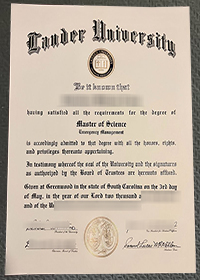 Lander University
Be it known that
having satisfied all the requirements for the degree of
Master of Science
Emergency Management
is accordingly admitted to that degree with all the honors, rights,
and privileges thereunto appertaining.
In testimony whereof the seal of the University and the signatures
as authorized by the Board of Trustees are hereunto affixed.
Given at Greenwood in the state of South Carolina on the 3rd day
of May, in the year of our Lord two thousand a
and of the